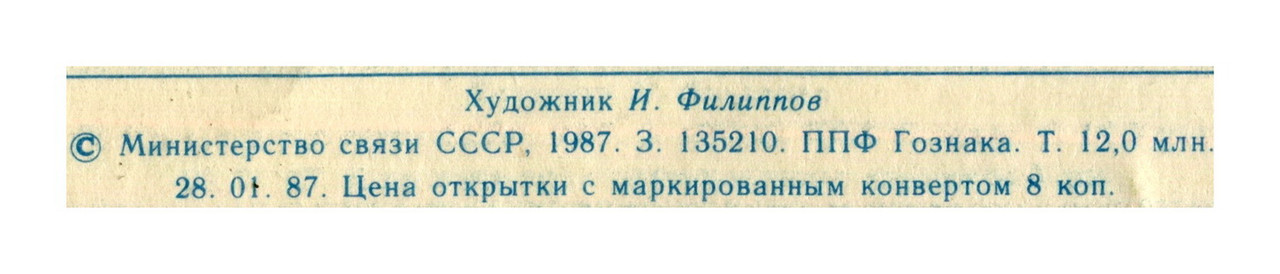 Художник И. Филиппов
© Министерство связи СССР, 1987. З. 135210. ППФ Гознака. Т. 12,0 млн.
28. 01. 87. Цена открытки с маркированным конвертом 8 коп.